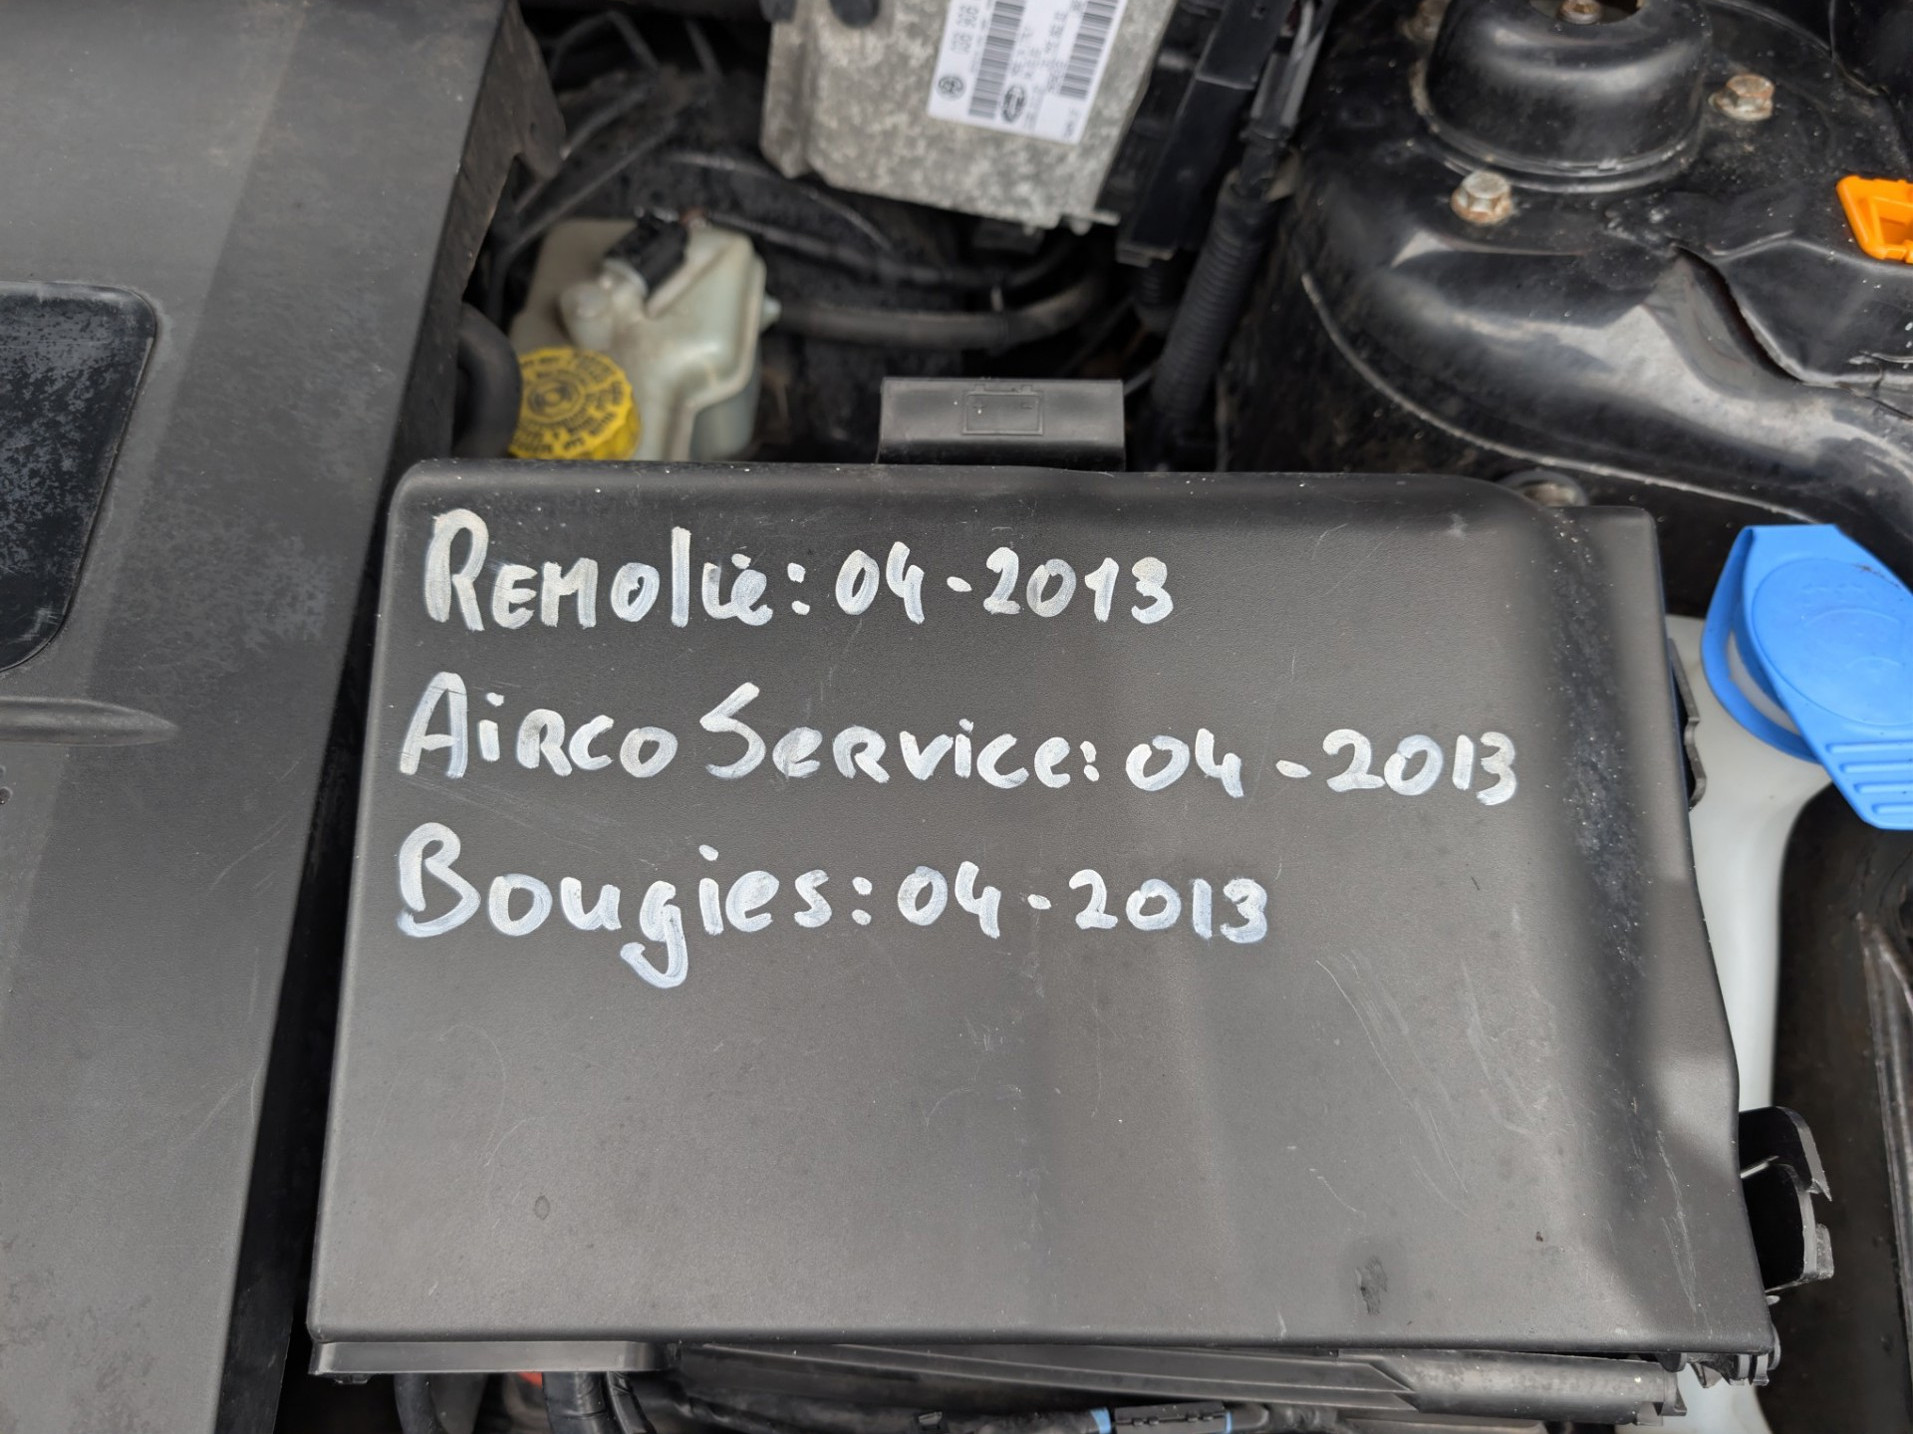 Remolie: 04-2013
Airco Service: 04-2013
Bougies: 04-2013